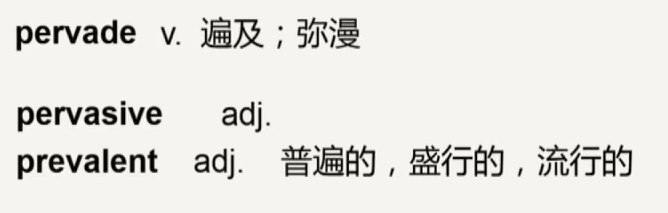 pervade v. 遍及；弥漫
pervasive adj.
prevalent adj. 普遍的，盛行的，流行的